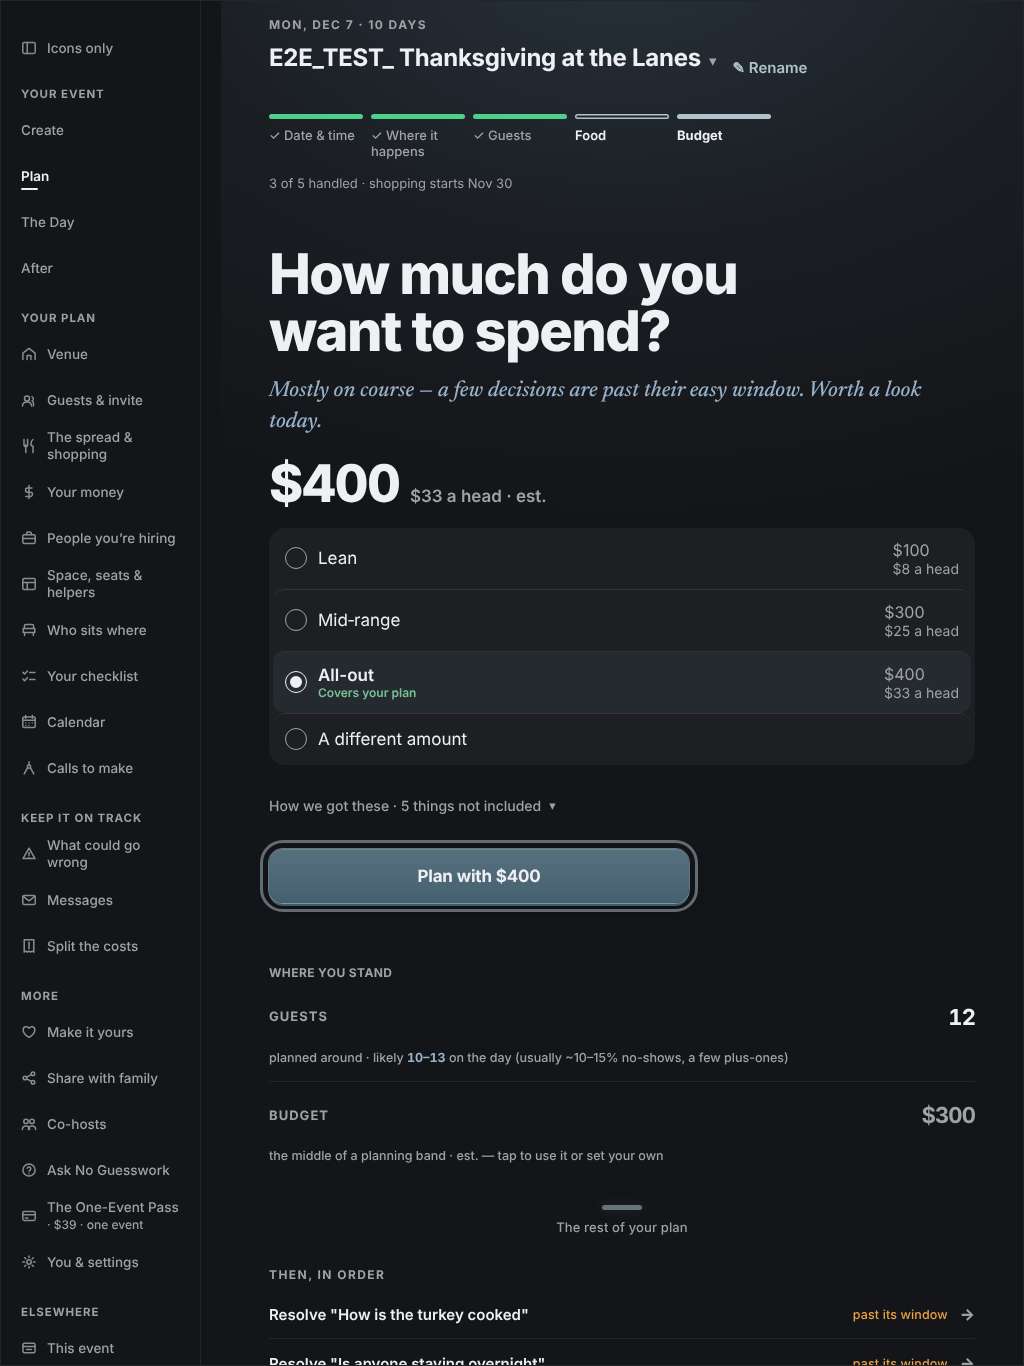 Icons only
YOUR EVENT
Create
Plan
The Day
After
YOUR PLAN
Venue
Guests & invite
The spread &
shopping
Your money
People you're hiring
Space, seats &
helpers
Who sits where
Your checklist
Calendar
Calls to make
KEEP IT ON TRACK
What could go
wrong
Messages
Split the costs
MORE
Make it yours
Share with family
Co-hosts
Ask No Guesswork
The One-Event Pass
· $39 · one event
You & settings
ELSEWHERE
This event
MON, DEC 7 · 10 DAYS
E2E_TEST_ Thanksgiving at the Lanes ▾ ✎ Rename
✓ Date & time
✓ Where it
happens
✓ Guests
Food
Budget
3 of 5 handled · shopping starts Nov 30
How much do you
want to spend?
Mostly on course – a few decisions are past their easy window. Worth a look
today.
$400 $33 a head · est.
Lean
$100
$8 a head
Mid-range
$300
$25 a head
All-out
Covers your plan
$400
$33 a head
A different amount
How we got these · 5 things not included ▾
Plan with $400
WHERE YOU STAND
GUESTS 12
planned around · likely 10–13 on the day (usually ~10–15% no-shows, a few plus-ones)
BUDGET $300
the middle of a planning band · est. — tap to use it or set your own
The rest of your plan
THEN, IN ORDER
Resolve "How is the turkey cooked" past its window →
Resolve "Is anyone staying overnight" past its window →